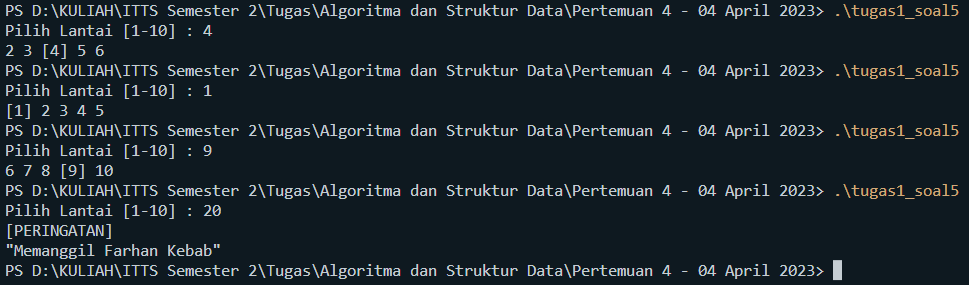 PS D:\KULIAH\ITTS Semester 2\Tugas\Algoritma dan Struktur Data\Pertemuan 4 - 04 April 2023> .\tugas1_soal5
Pilih Lantai [1-10] : 4
2 3 [4] 5 6
PS D:\KULIAH\ITTS Semester 2\Tugas\Algoritma dan Struktur Data\Pertemuan 4 - 04 April 2023> .\tugas1_soal5
Pilih Lantai [1-10] : 1
[1] 2 3 4 5
PS D:\KULIAH\ITTS Semester 2\Tugas\Algoritma dan Struktur Data\Pertemuan 4 - 04 April 2023> .\tugas1_soal5
Pilih Lantai [1-10] : 9
6 7 8 [9] 10
PS D:\KULIAH\ITTS Semester 2\Tugas\Algoritma dan Struktur Data\Pertemuan 4 - 04 April 2023> .\tugas1_soal5
Pilih Lantai [1-10] : 20
[PERINGATAN]
"Memanggil Farhan Kebab"
PS D:\KULIAH\ITTS Semester 2\Tugas\Algoritma dan Struktur Data\Pertemuan 4 - 04 April 2023>